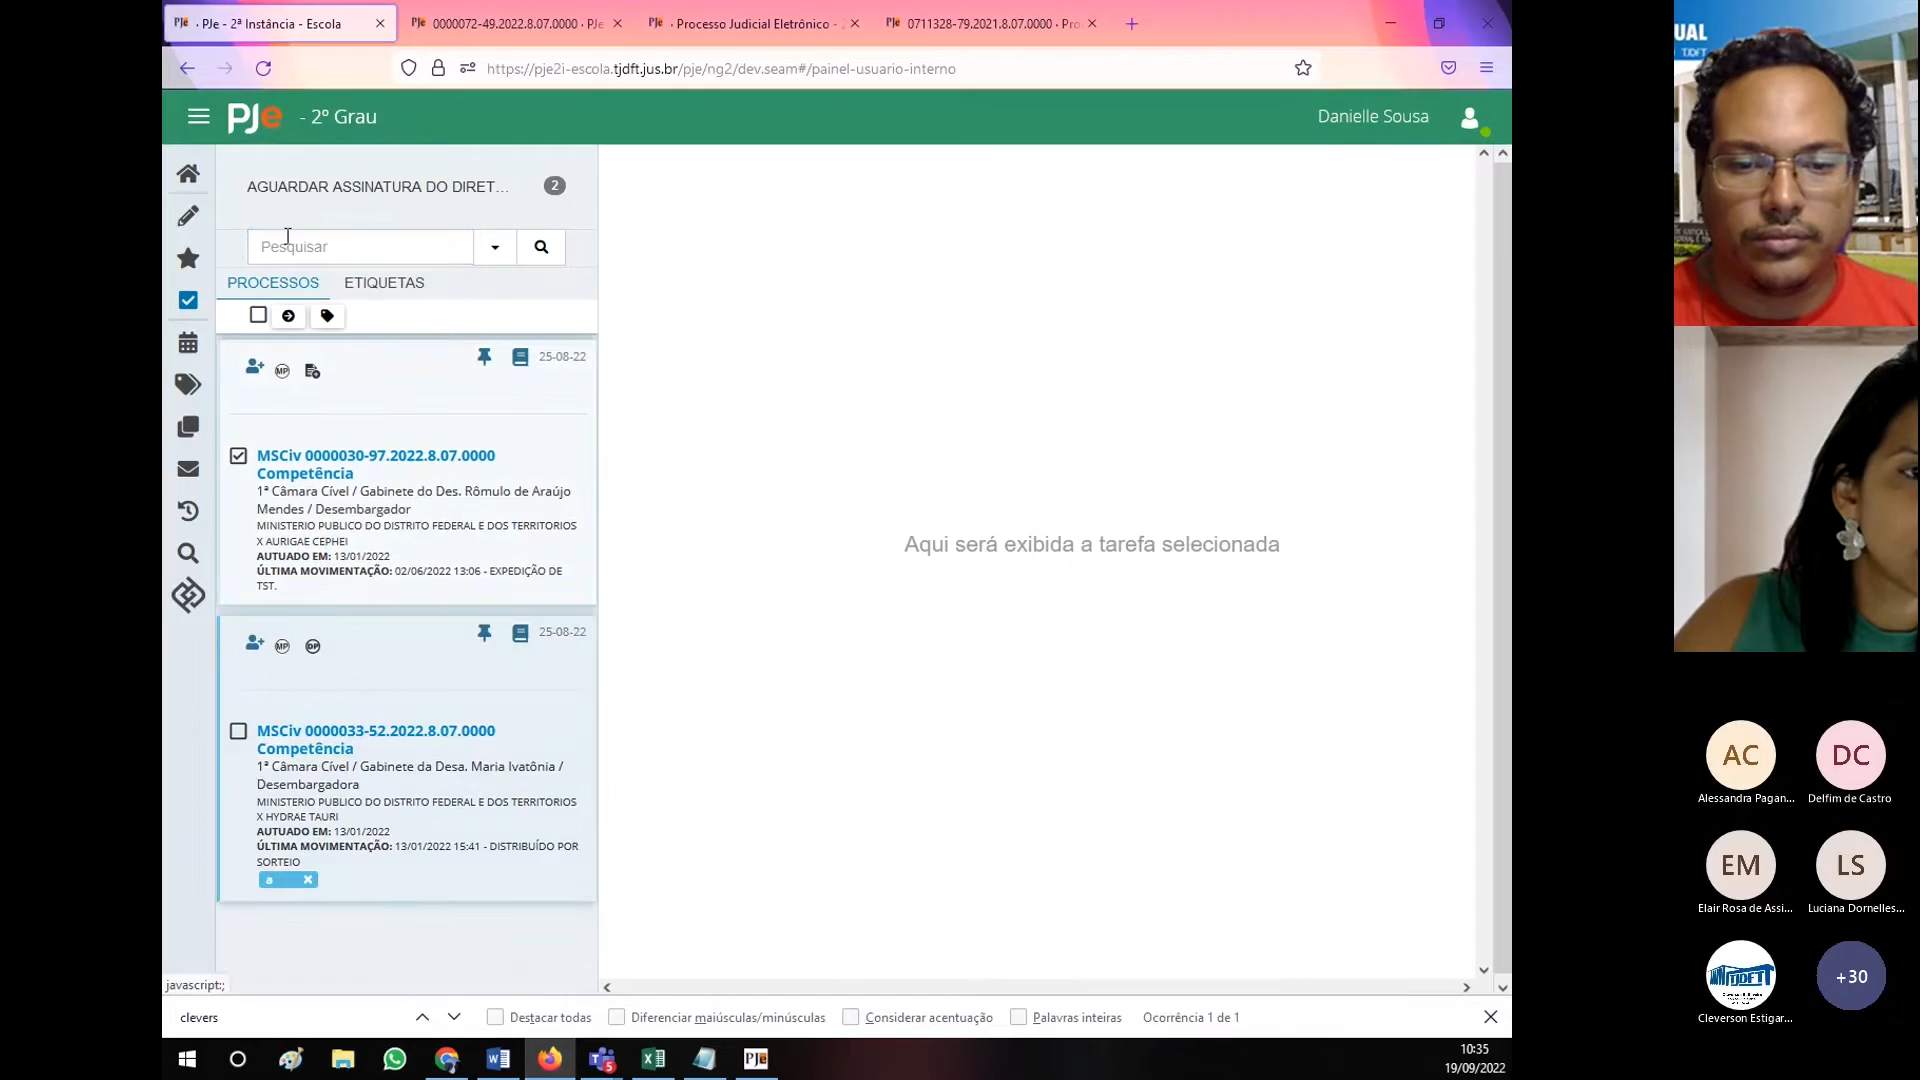 PJe - 2ª Instância - Escola
0000072-49.2022.8.07.0000 · PJe
· Processo Judicial Eletrônico - 2
0711328-79.2021.8.07.0000 · Pro
https://pje2i-escola.tjdft.jus.br/pje/ng2/dev.seam#/painel-usuario-interno
PJe - 2º Grau
Danielle Sousa
AGUARDAR ASSINATURA DO DIRET...
2
Pesquisar
PROCESSOS
ETIQUETAS
MP
25-08-22
MSCiv 0000030-97.2022.8.07.0000
Competência
1ª Câmara Cível / Gabinete do Des. Rômulo de Araújo
Mendes / Desembargador
MINISTERIO PUBLICO DO DISTRITO FEDERAL E DOS TERRITORIOS
X AURIGAE CEPHEI
AUTUADO EM: 13/01/2022
ÚLTIMA MOVIMENTAÇÃO: 02/06/2022 13:06 - EXPEDIÇÃO DE
TST.
MP
DP
25-08-22
MSCiv 0000033-52.2022.8.07.0000
Competência
1ª Câmara Cível / Gabinete da Desa. Maria Ivatônia /
Desembargadora
MINISTERIO PUBLICO DO DISTRITO FEDERAL E DOS TERRITORIOS
X HYDRAE TAURI
AUTUADO EM: 13/01/2022
ÚLTIMA MOVIMENTAÇÃO: 13/01/2022 15:41 - DISTRIBUÍDO POR
SORTEIO
a
Aqui será exibida a tarefa selecionada
javascript:;
clevers
Destacar todas
Diferenciar maiúsculas/minúsculas
Considerar acentuação
Palavras inteiras
Ocorrência 1 de 1
5
PJe
10:35
19/09/2022
UAL
TJDFT
AC
Alessandra Pagan...
DC
Delfim de Castro
EM
Elair Rosa de Assi...
LS
Luciana Dornelles...
TJDFT
Cleverson Estigar...
+30